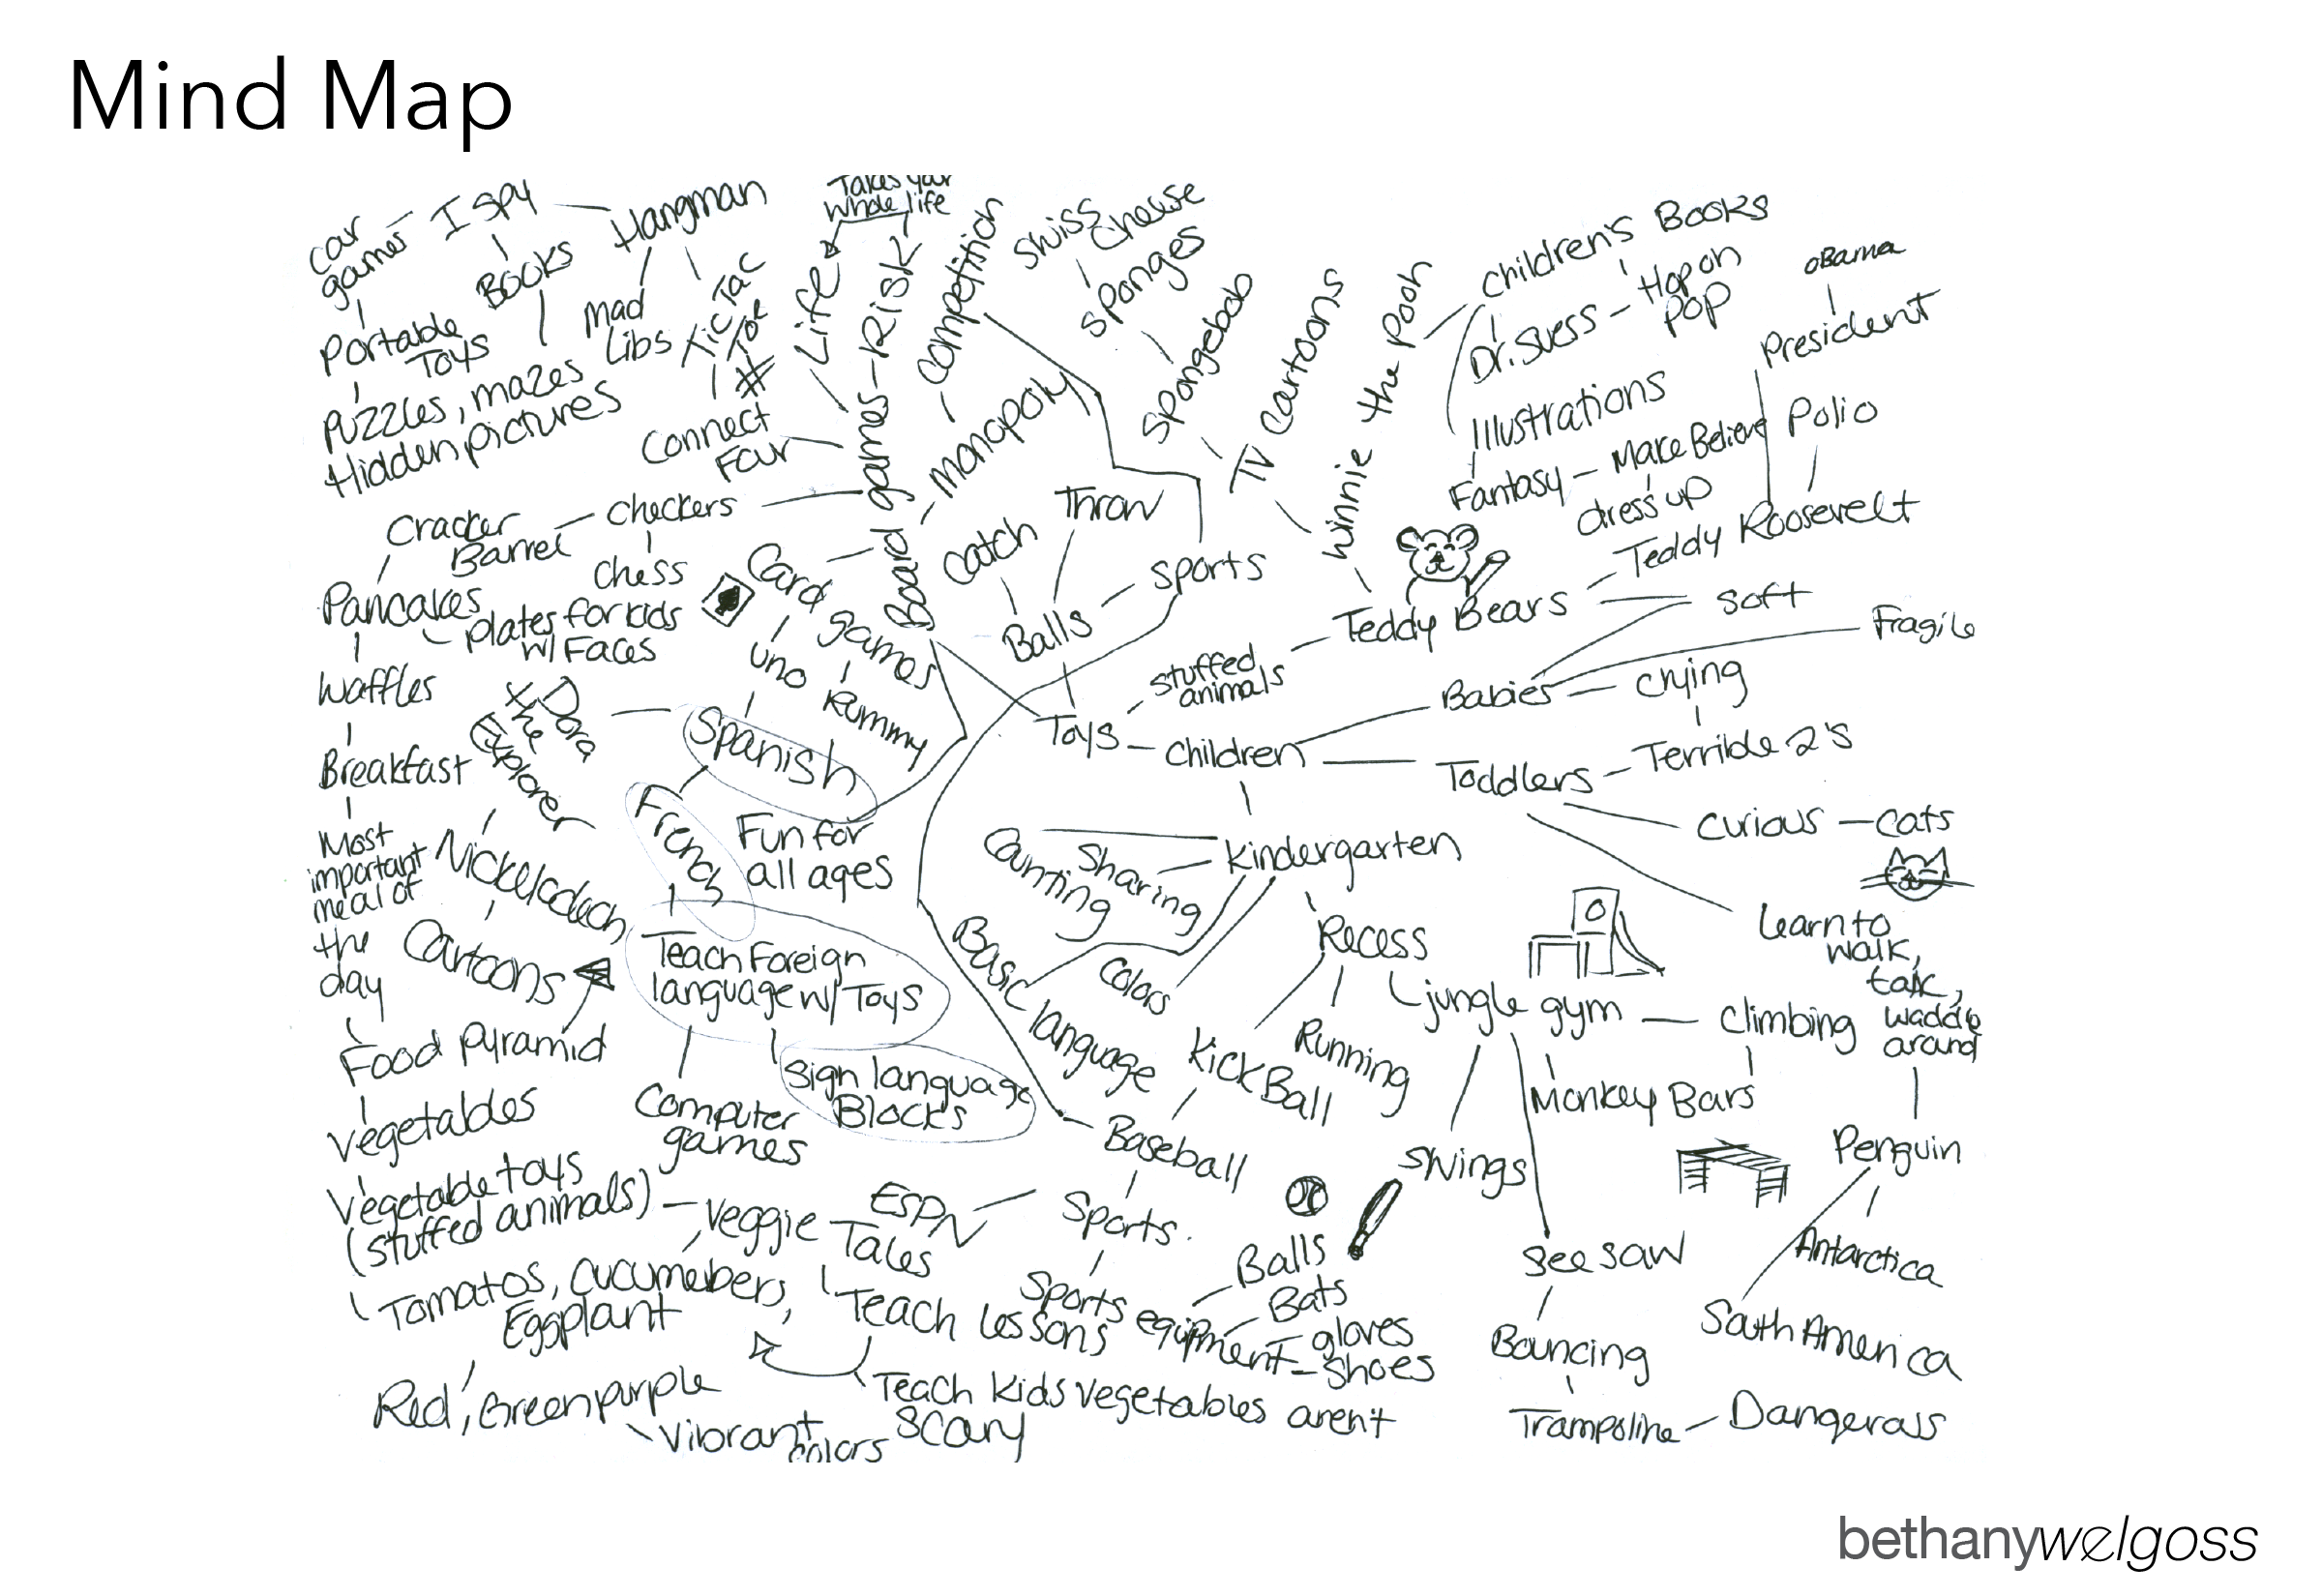 Mind Map
Takes your
whole life
car
games
I SPY
Hangman
Books
Portable
Toys
Mad
Libs
Tic Tac
Toe
#
Life
Risk
Competition
Swiss
Cheese
Sponges
Spongebob
TV Cartoons
Winnie the Pooh
Children's Books
Dr. Suess
Hop on
Pop
Illustrations
Fantasy
Make Believe
dress up
oBama
President
Polio
Teddy Roosevelt
Puzzles, mazes
Hidden pictures
Connect
Four
Board games
Monopoly
Checkers
Cracker
Barrel
Chess
Pancakes
plates for kids
w/ Faces
Waffles
Breakfast
Most
important
meal of
the
day
Card games
Uno
Rummy
Throw
Catch
Balls
Sports
Teddy Bears
stuffed
animals
Soft
Fragile
Babies
Crying
Toys
Children
Toddlers
Terrible 2's
Curious
cats
Learn to
walk,
talk,
waddle
around
Dora
the
Explorer
Spanish
French
Fun for
all ages
Nickelodeon
Cartoons
Teach Foreign
language w/ Toys
Kindergarten
Counting
Sharing
Colors
Basic language
Recess
jungle gym
Climbing
Running
KickBall
Monkey Bars
Food pyramid
Vegetables
Computer
games
Sign language
Blocks
Baseball
Swings
Penguin
Antarctica
South America
Vegetable toys
(stuffed animals)
Veggie
Tales
ESPN
Sports.
Balls
Bats
gloves
shoes
Sports
equipment
See saw
Bouncing
Trampoline
Dangerous
Tomatos, cucumebers,
Eggplant
Teach Lessons
Red, Green purple
Vibrant
colors
Teach kids vegetables arent
scary
bethanywelgoss